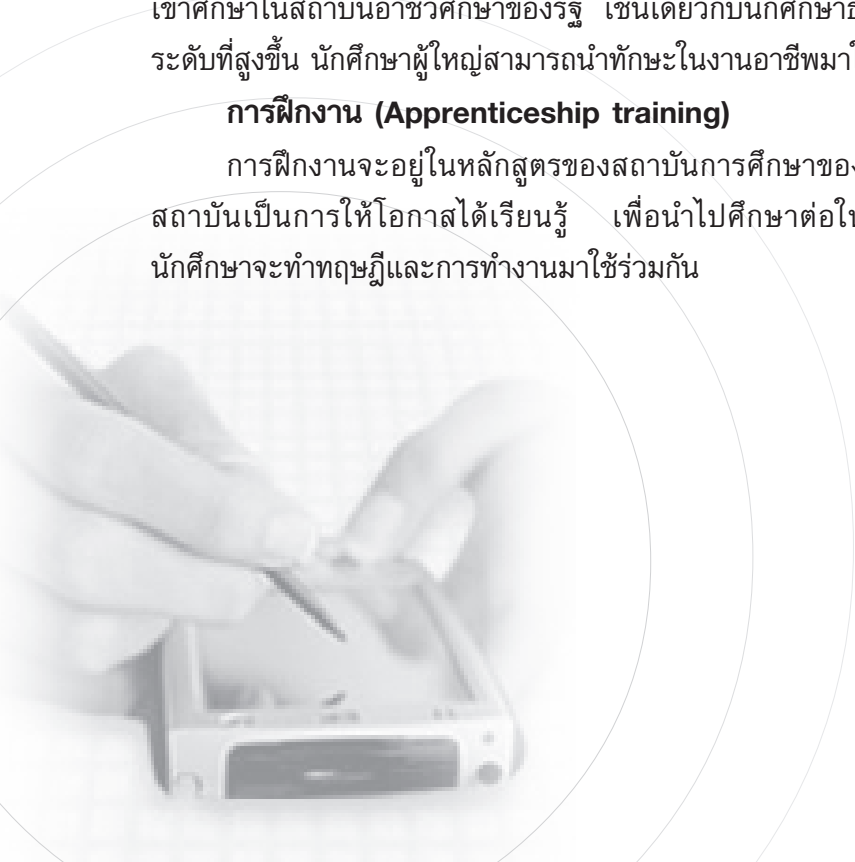 เข้าศึกษาในสถาบันอาชีวศึกษาของรัฐ เช่นเดียวกับนักศึกษา
ระดับที่สูงขึ้น นักศึกษาผู้ใหญ่สามารถนำทักษะในงานอาชีพมา
การฝึกงาน (Apprenticeship training)
การฝึกงานจะอยู่ในหลักสูตรของสถาบันการศึกษาของ
สถาบันเป็นการให้โอกาสได้เรียนรู้ เพื่อนำไปศึกษาต่อใน
นักศึกษาจะทำทฤษฎีและการทำงานมาใช้ร่วมกัน